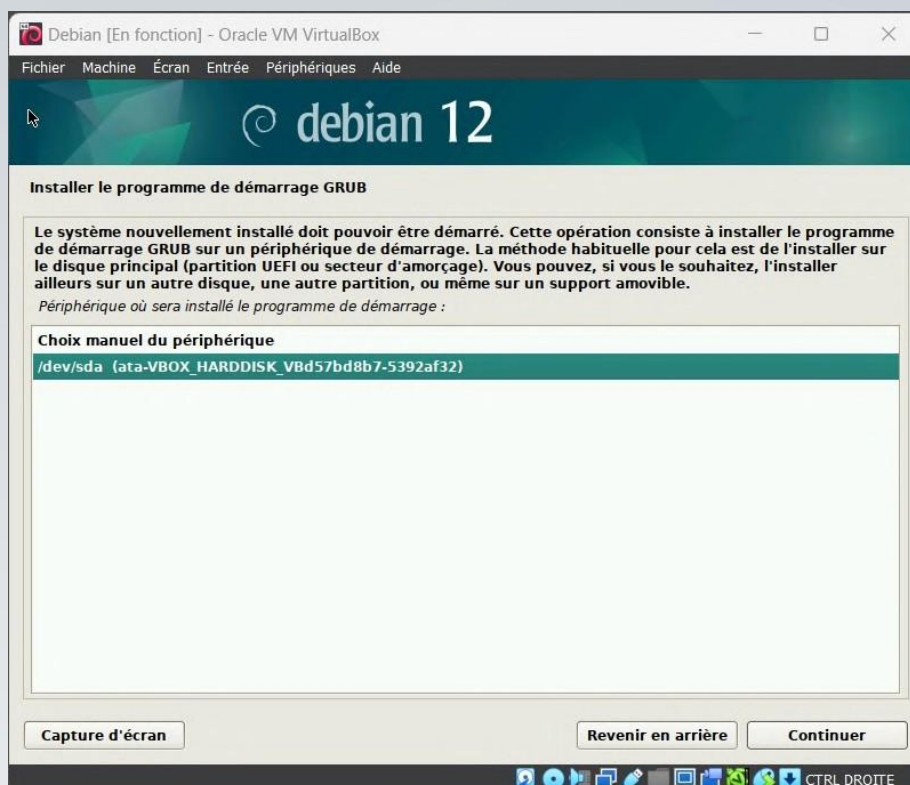 Debian [En fonction] - Oracle VM VirtualBox
Fichier Machine Écran Entrée Périphériques Aide
debian 12
Installer le programme de démarrage GRUB
Le système nouvellement installé doit pouvoir être démarré. Cette opération consiste à installer le programme
de démarrage GRUB sur un périphérique de démarrage. La méthode habituelle pour cela est de l'installer sur
le disque principal (partition UEFI ou secteur d'amorçage). Vous pouvez, si vous le souhaitez, l'installer
ailleurs sur un autre disque, une autre partition, ou même sur un support amovible.
Périphérique où sera installé le programme de démarrage :
Choix manuel du périphérique
/dev/sda (ata-VBOX_HARDDISK_VBd57bd8b7-5392af32)
Capture d'écran Revenir en arrière Continuer
CTRL DROITE